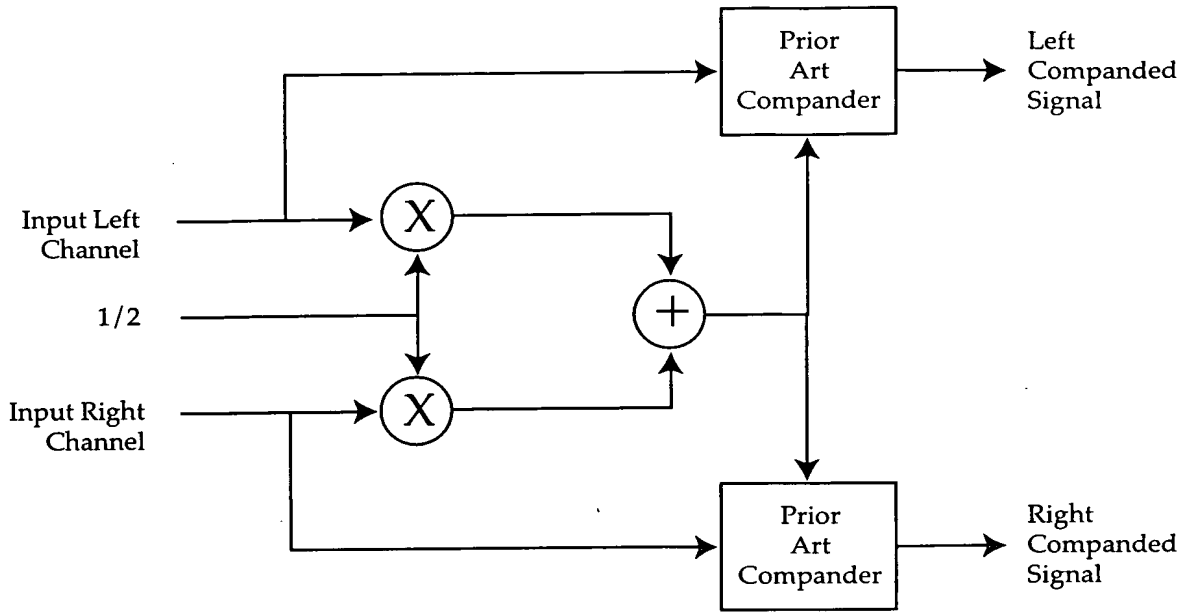 Prior
Art
Compander
Left
Companded
Signal
Input Left
Channel
X
1/2
+
Input Right
Channel
X
Prior
Art
Compander
Right
Companded
Signal